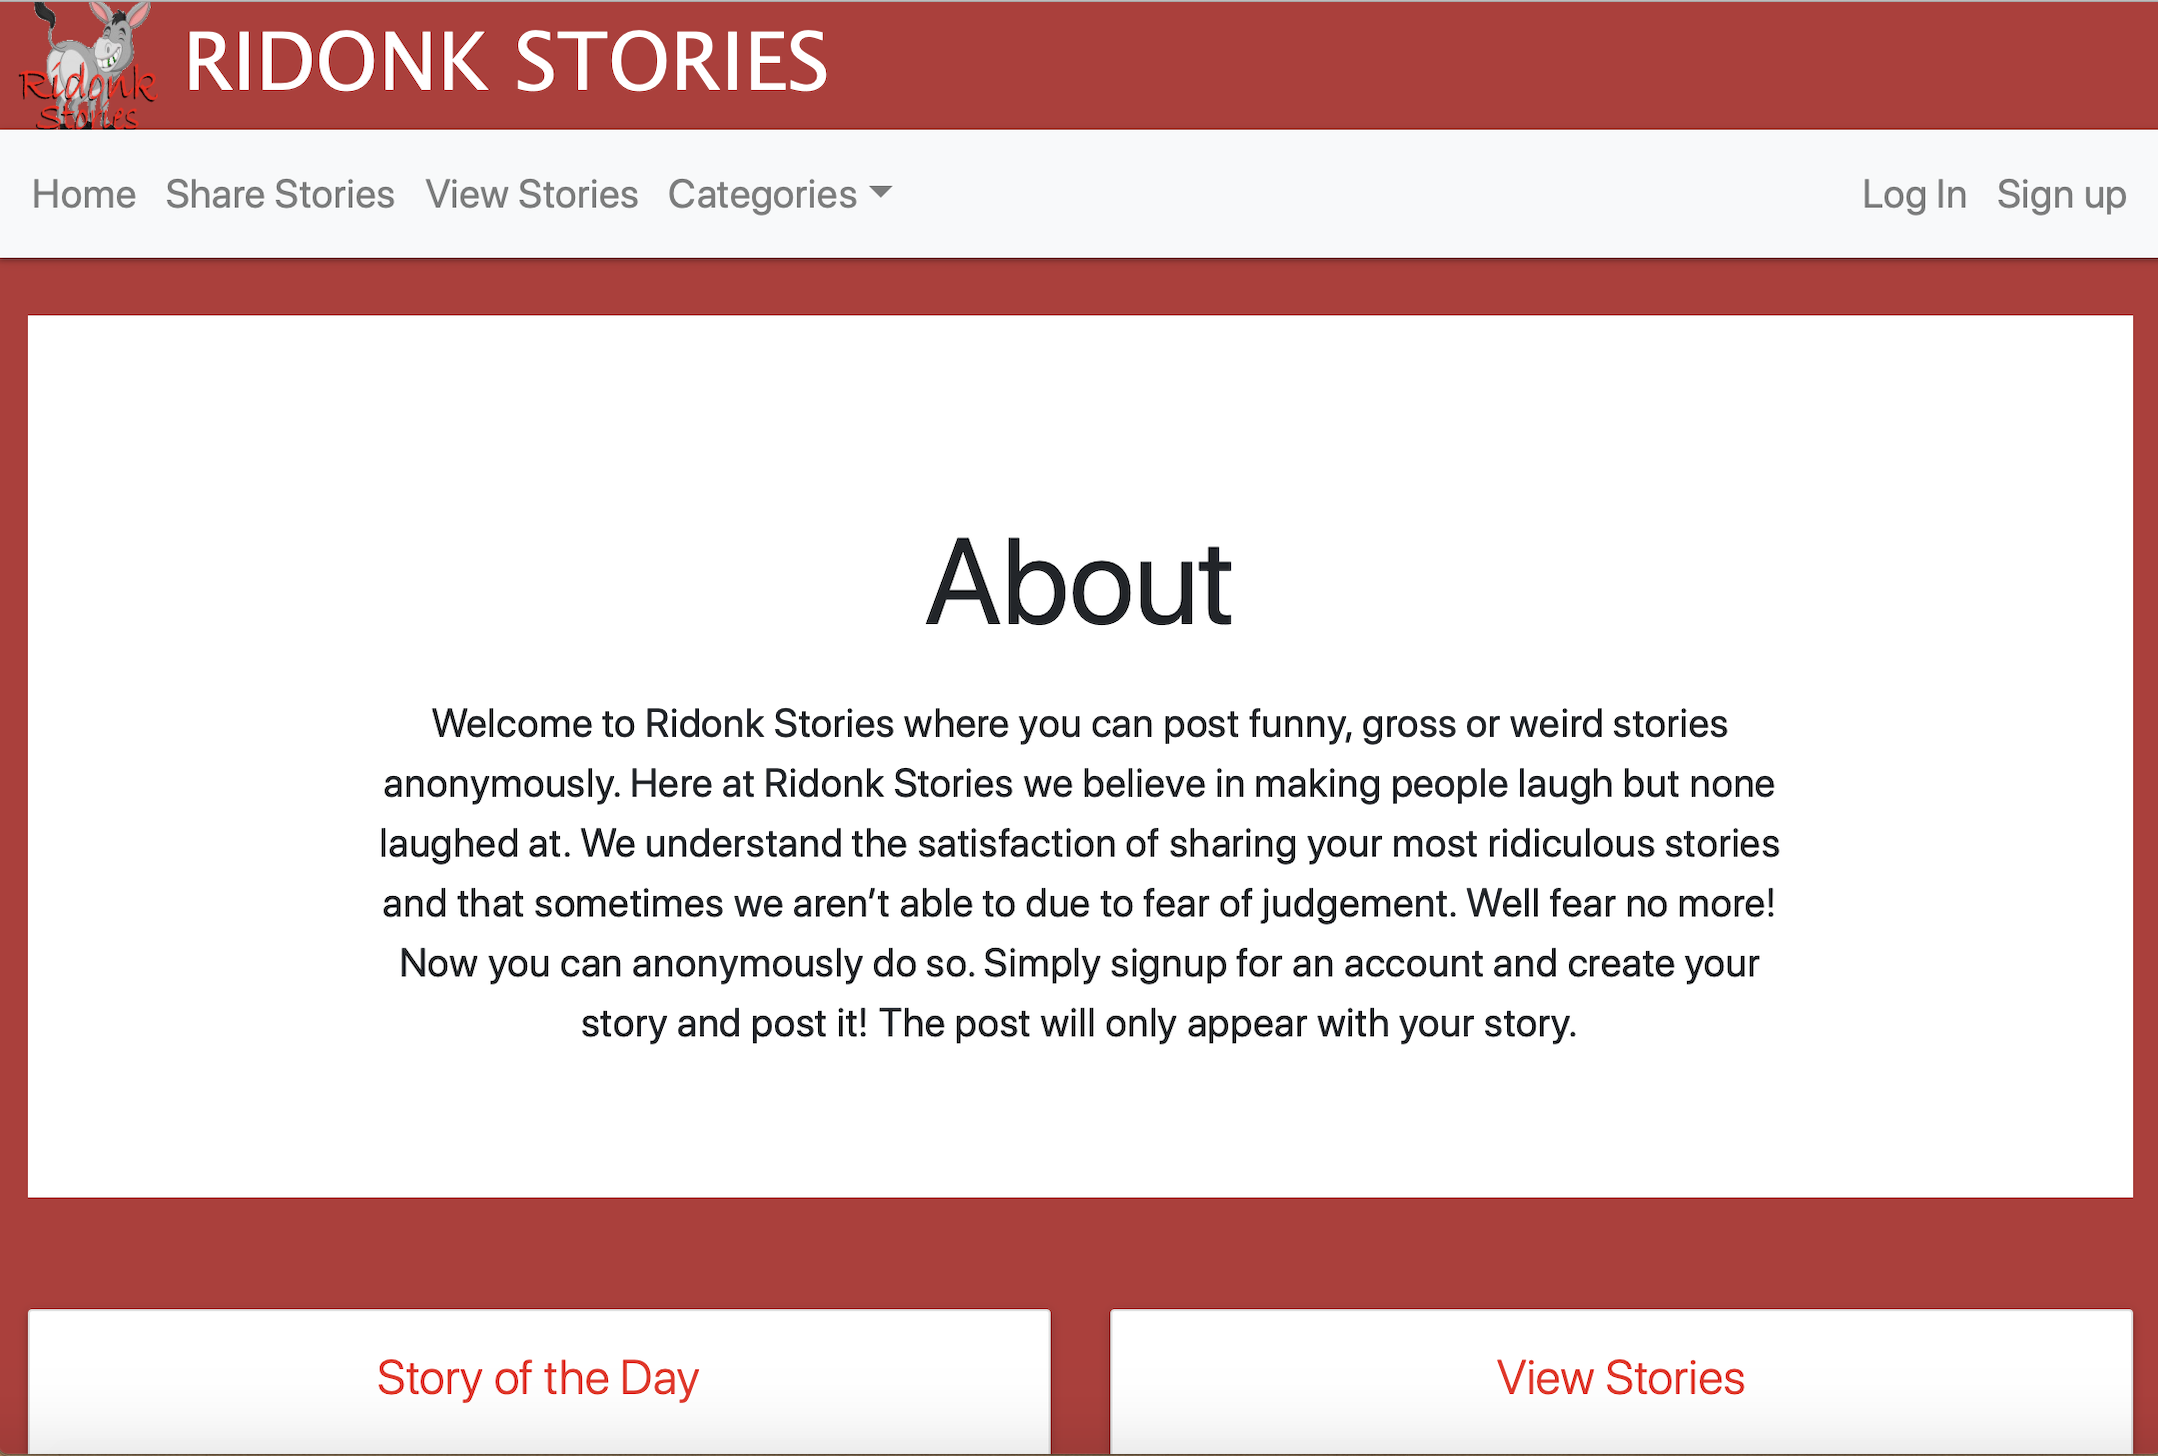 Ridonk
Stories
RIDONK STORIES
Home Share Stories View Stories Categories
Log In Sign up
About
Welcome to Ridonk Stories where you can post funny, gross or weird stories
anonymously. Here at Ridonk Stories we believe in making people laugh but none
laughed at. We understand the satisfaction of sharing your most ridiculous stories
and that sometimes we aren’t able to due to fear of judgement. Well fear no more!
Now you can anonymously do so. Simply signup for an account and create your
story and post it! The post will only appear with your story.
Story of the Day
View Stories